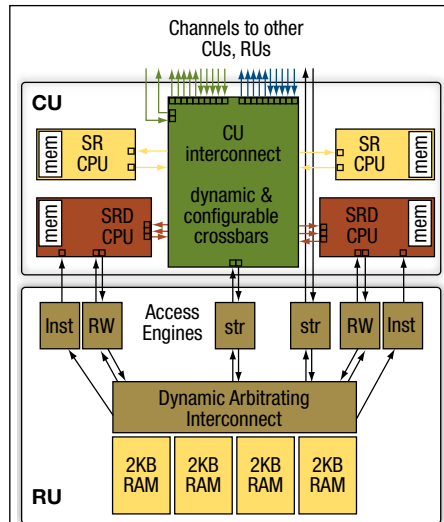 Channels to other
CUs, RUs
CU
CU
interconnect
dynamic &
configurable
crossbars
mem
SR
CPU
SR
CPU
mem
mem
SRD
CPU
SRD
CPU
mem
Access
Engines
Inst
RW
str
str
RW
Inst
Dynamic Arbitrating
Interconnect
2KB
RAM
2KB
RAM
2KB
RAM
2KB
RAM
RU